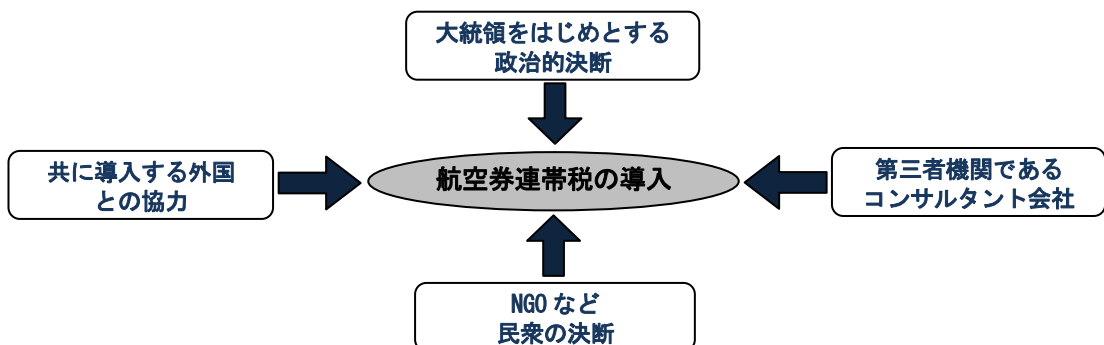 大統領をはじめとする
政治的決断
共に導入する外国
との協力
航空券連帯税の導入
第三者機関である
コンサルタント会社
NGO など
民衆の決断